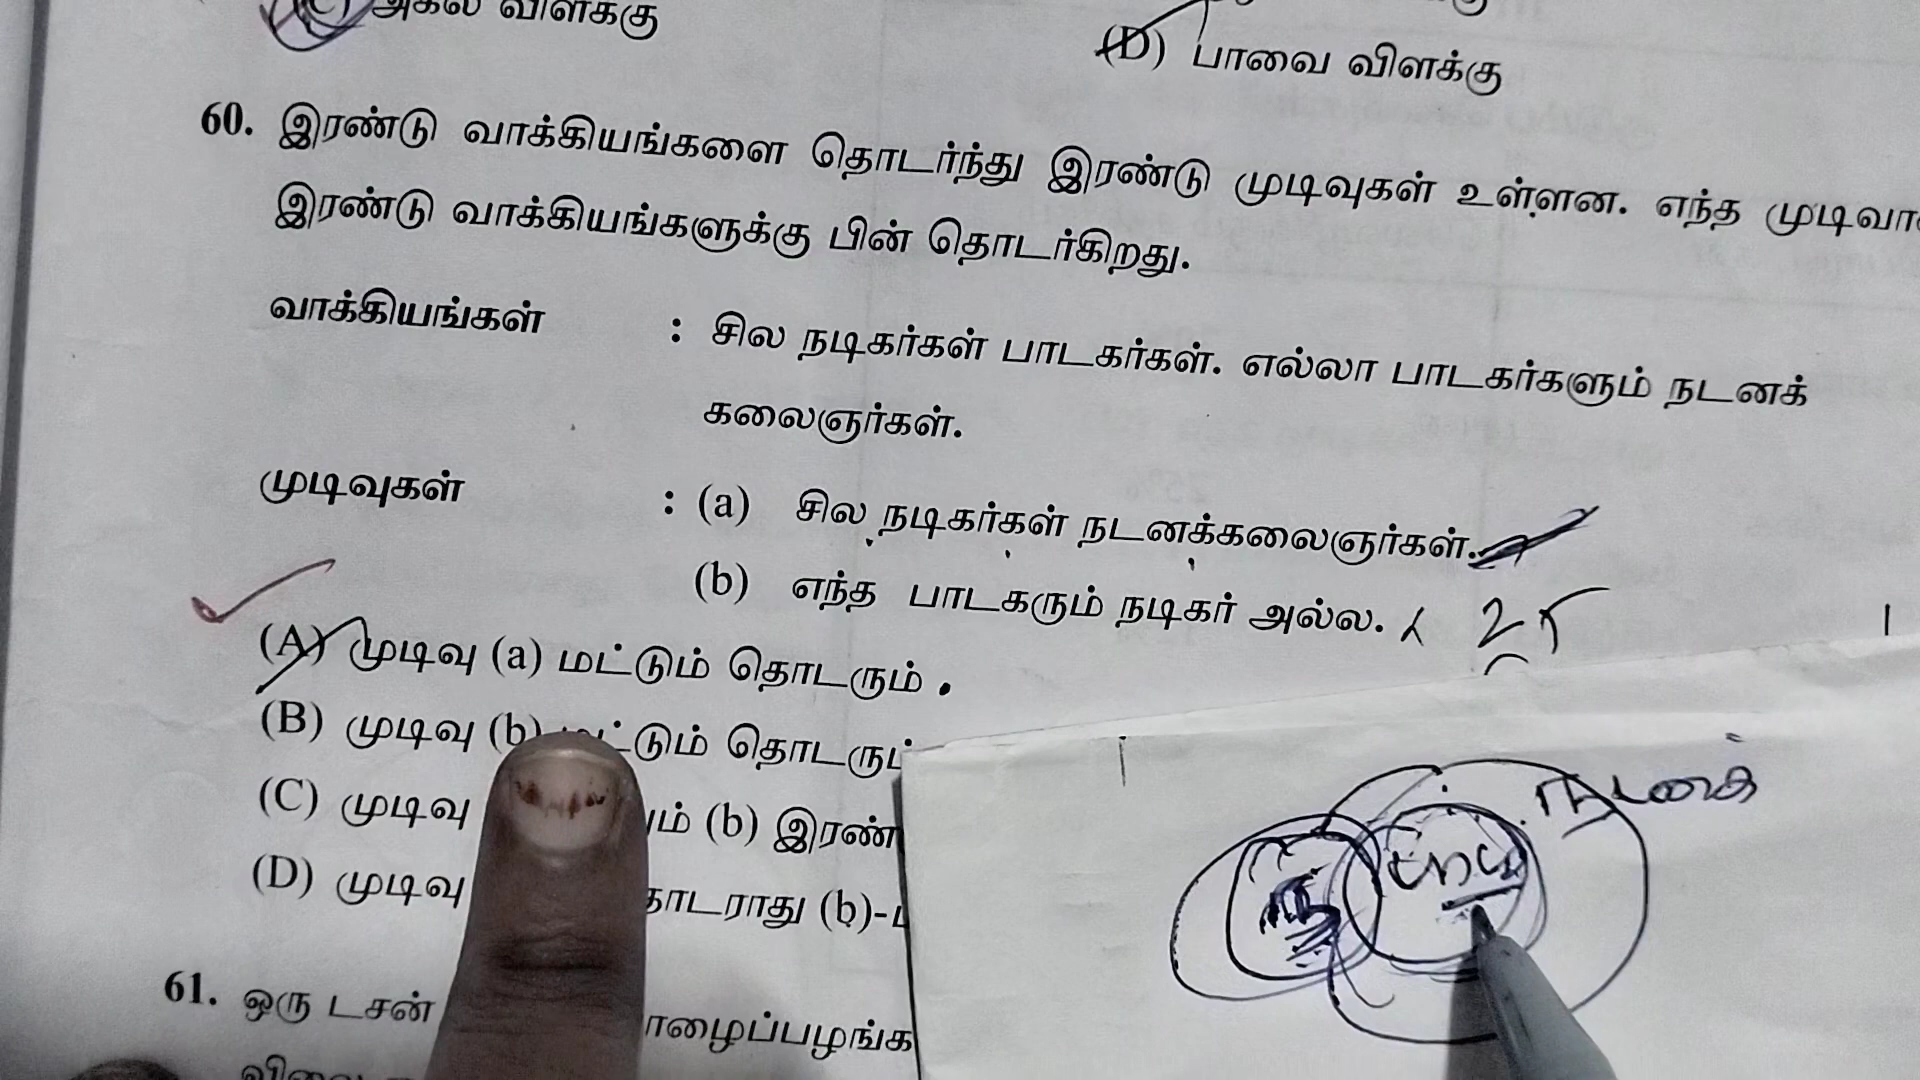 (C) அகல் விளக்கு
(D) பாவை விளக்கு
60. இரண்டு வாக்கியங்களை தொடர்ந்து இரண்டு முடிவுகள் உள்ளன. எந்த
இரண்டு வாக்கியங்களுக்கு பின் தொடர்கிறது.
வாக்கியங்கள் : சில நடிகர்கள் பாடகர்கள். எல்லா பாடகர்களும் நடனக்
கலைஞர்கள்.
முடிவுகள் : (a) சில நடிகர்கள் நடனக்கலைஞர்கள்.
(b) எந்த பாடகரும் நடிகர் அல்ல.
(A) முடிவு (a) மட்டும் தொடரும்.
(B) முடிவு (b) மட்டும்
(C) முடிவு (b)
(D) முடிவு (b)-
61. ஒரு டசன்